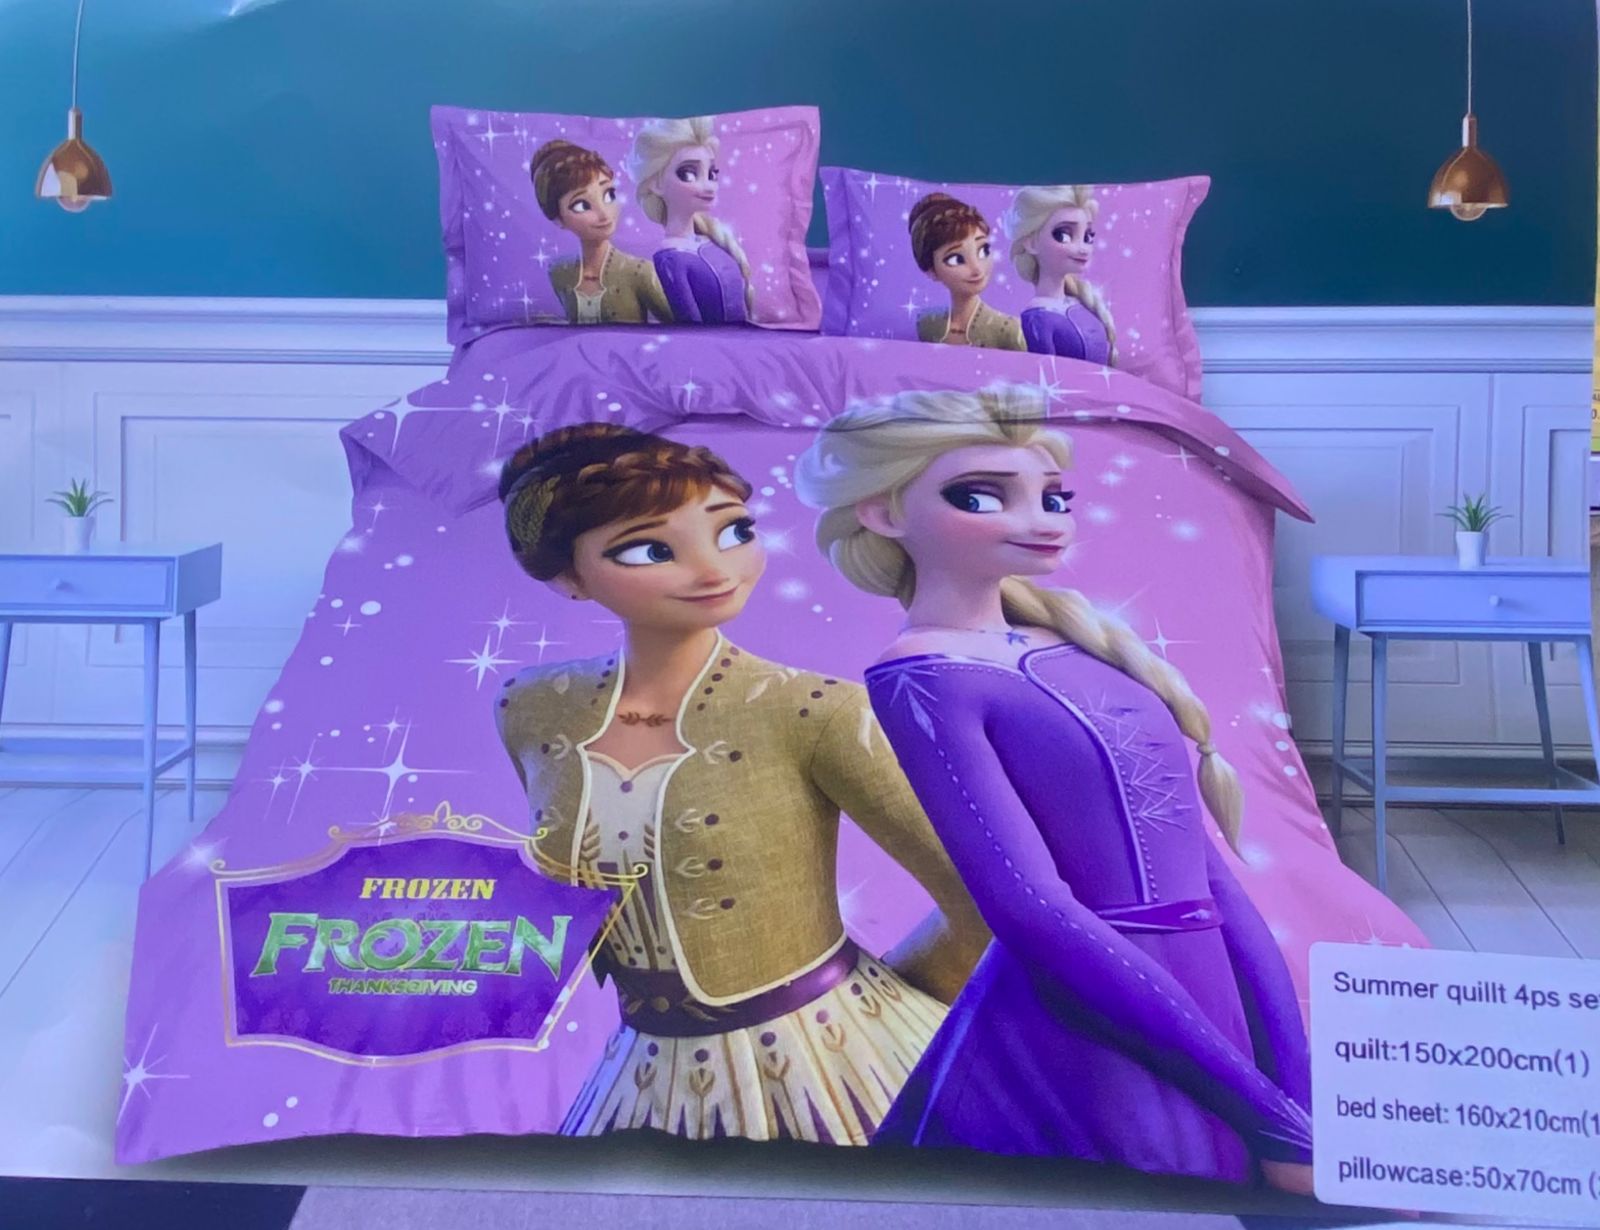 FROZEN
FROZEN
THANKSGIVING
Summer quillt 4ps se
quilt:150x200cm(1)
bed sheet: 160x210cm(1
pillowcase:50x70cm (